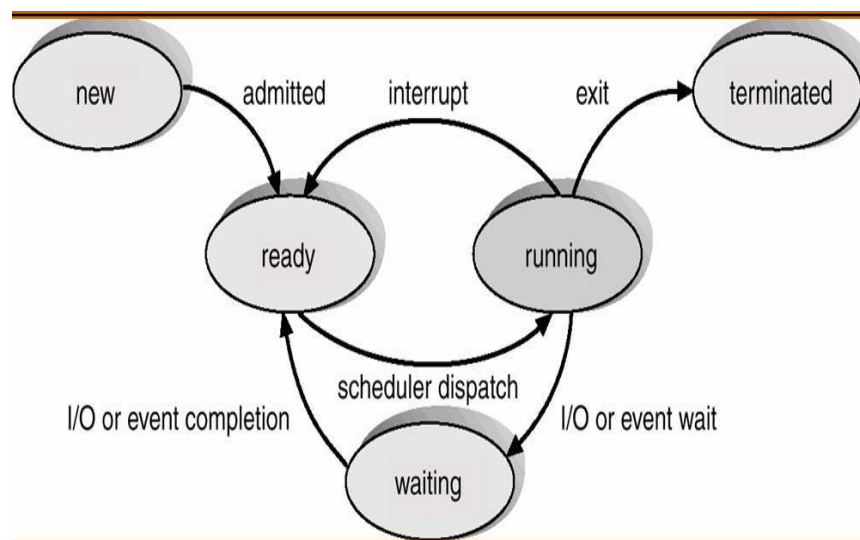 new
admitted
interrupt
exit
terminated
ready
running
scheduler dispatch
I/O or event completion
I/O or event wait
waiting